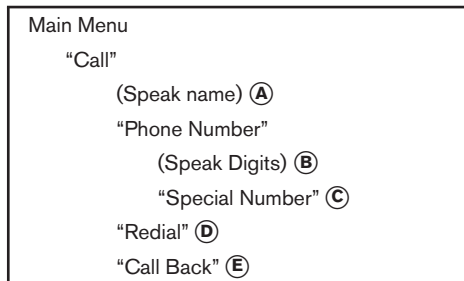 Main Menu
“Call”
(Speak name) Ⓐ
“Phone Number”
(Speak Digits) Ⓑ
“Special Number” Ⓒ
“Redial” Ⓓ
“Call Back” Ⓔ